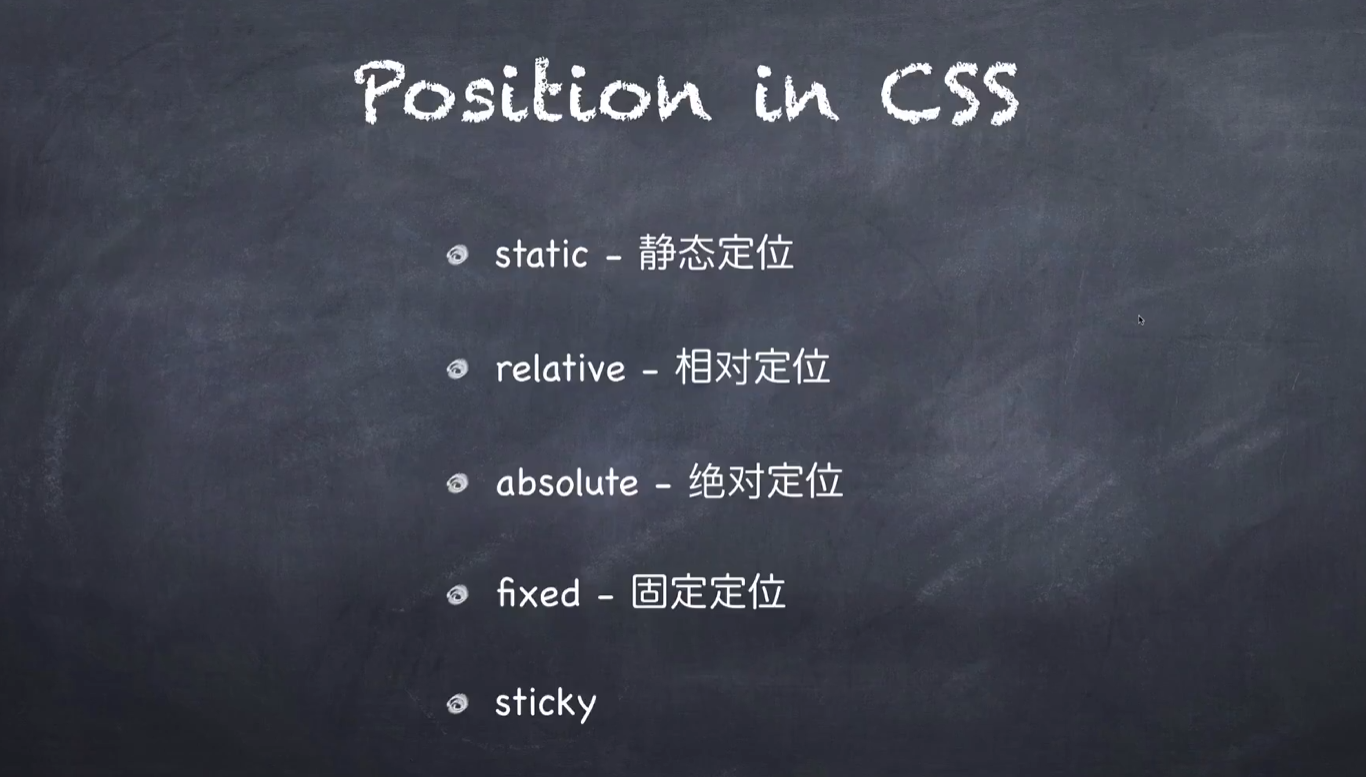 Position in CSS
static - 静态定位
relative - 相对定位
absolute - 绝对定位
fixed - 固定定位
sticky